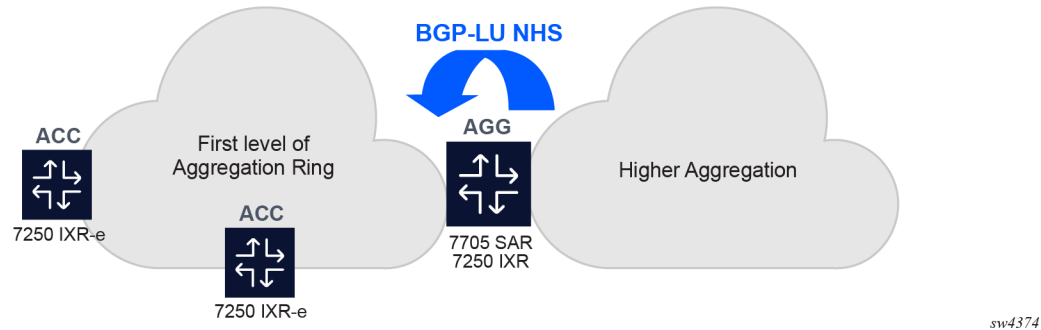 BGP-LU NHS
ACC
First level of
Aggregation Ring
AGG
Higher Aggregation
7250 IXR-e
ACC
7705 SAR
7250 IXR
7250 IXR-e
sw4374